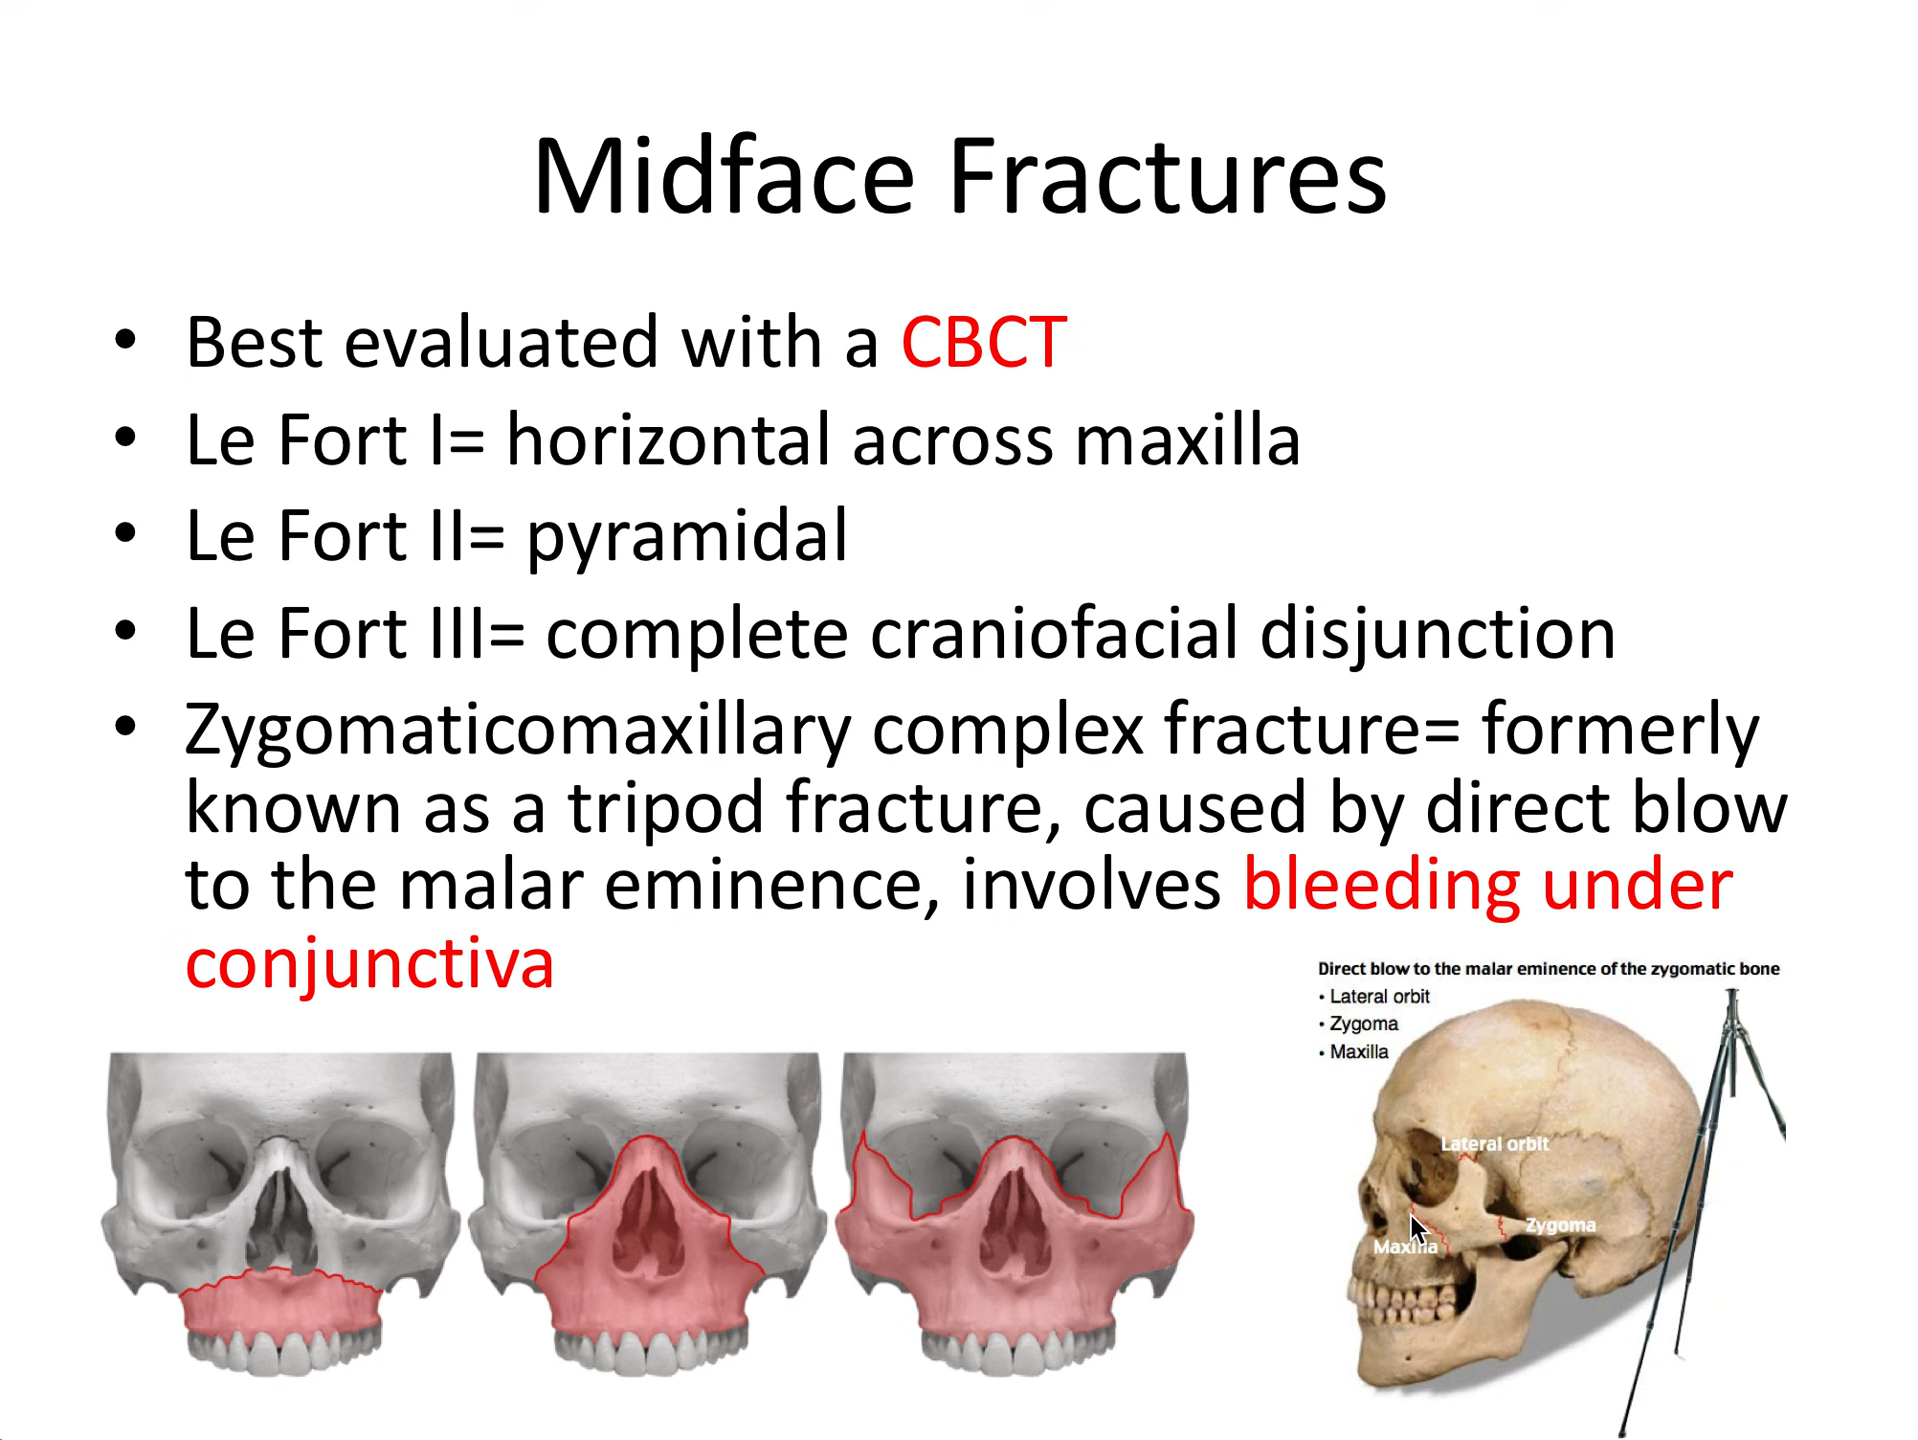 Midface Fractures
• Best evaluated with a CBCT
• Le Fort I= horizontal across maxilla
• Le Fort II= pyramidal
• Le Fort III= complete craniofacial disjunction
• Zygomaticomaxillary complex fracture= formerly
known as a tripod fracture, caused by direct blow
to the malar eminence, involves bleeding under
conjunctiva
Direct blow to the malar eminence of the zygomatic bone
• Lateral orbit
• Zygoma
• Maxilla
Lateral orbit
Zygoma
Maxilla